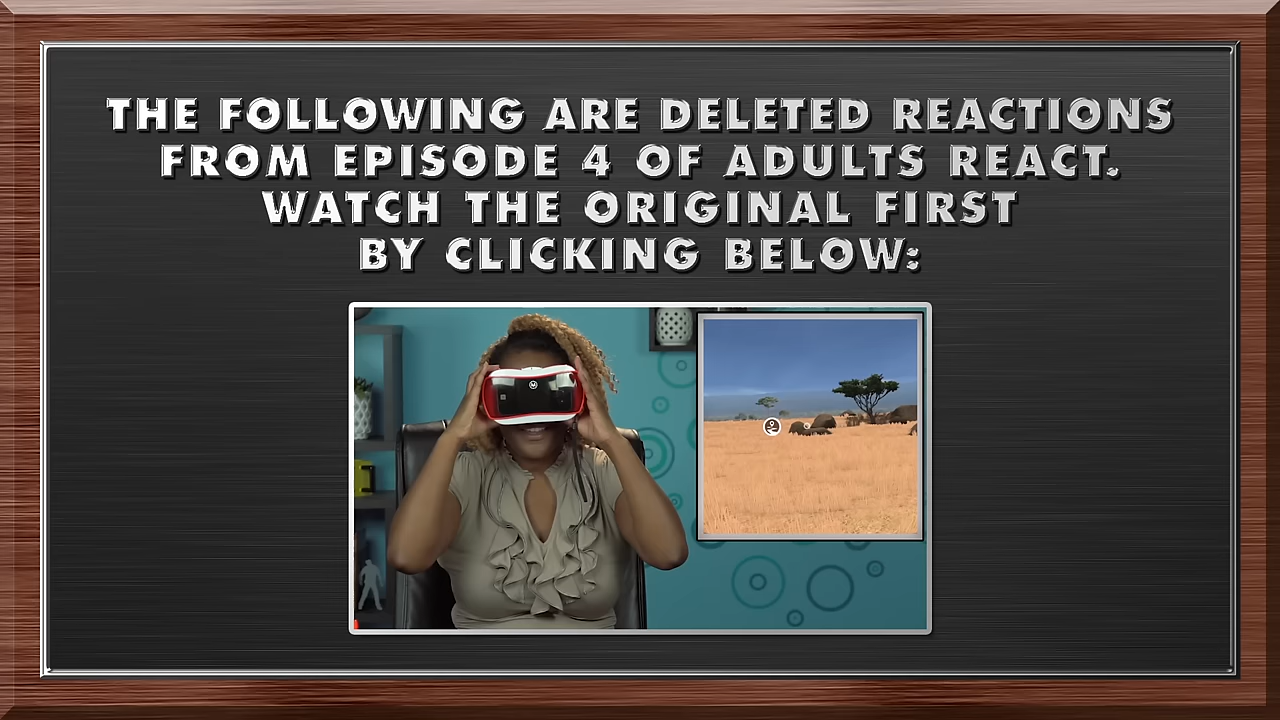 THE FOLLOWING ARE DELETED REACTIONS
FROM EPISODE 4 OF ADULTS REACT.
WATCH THE ORIGINAL FIRST
BY CLICKING BELOW: